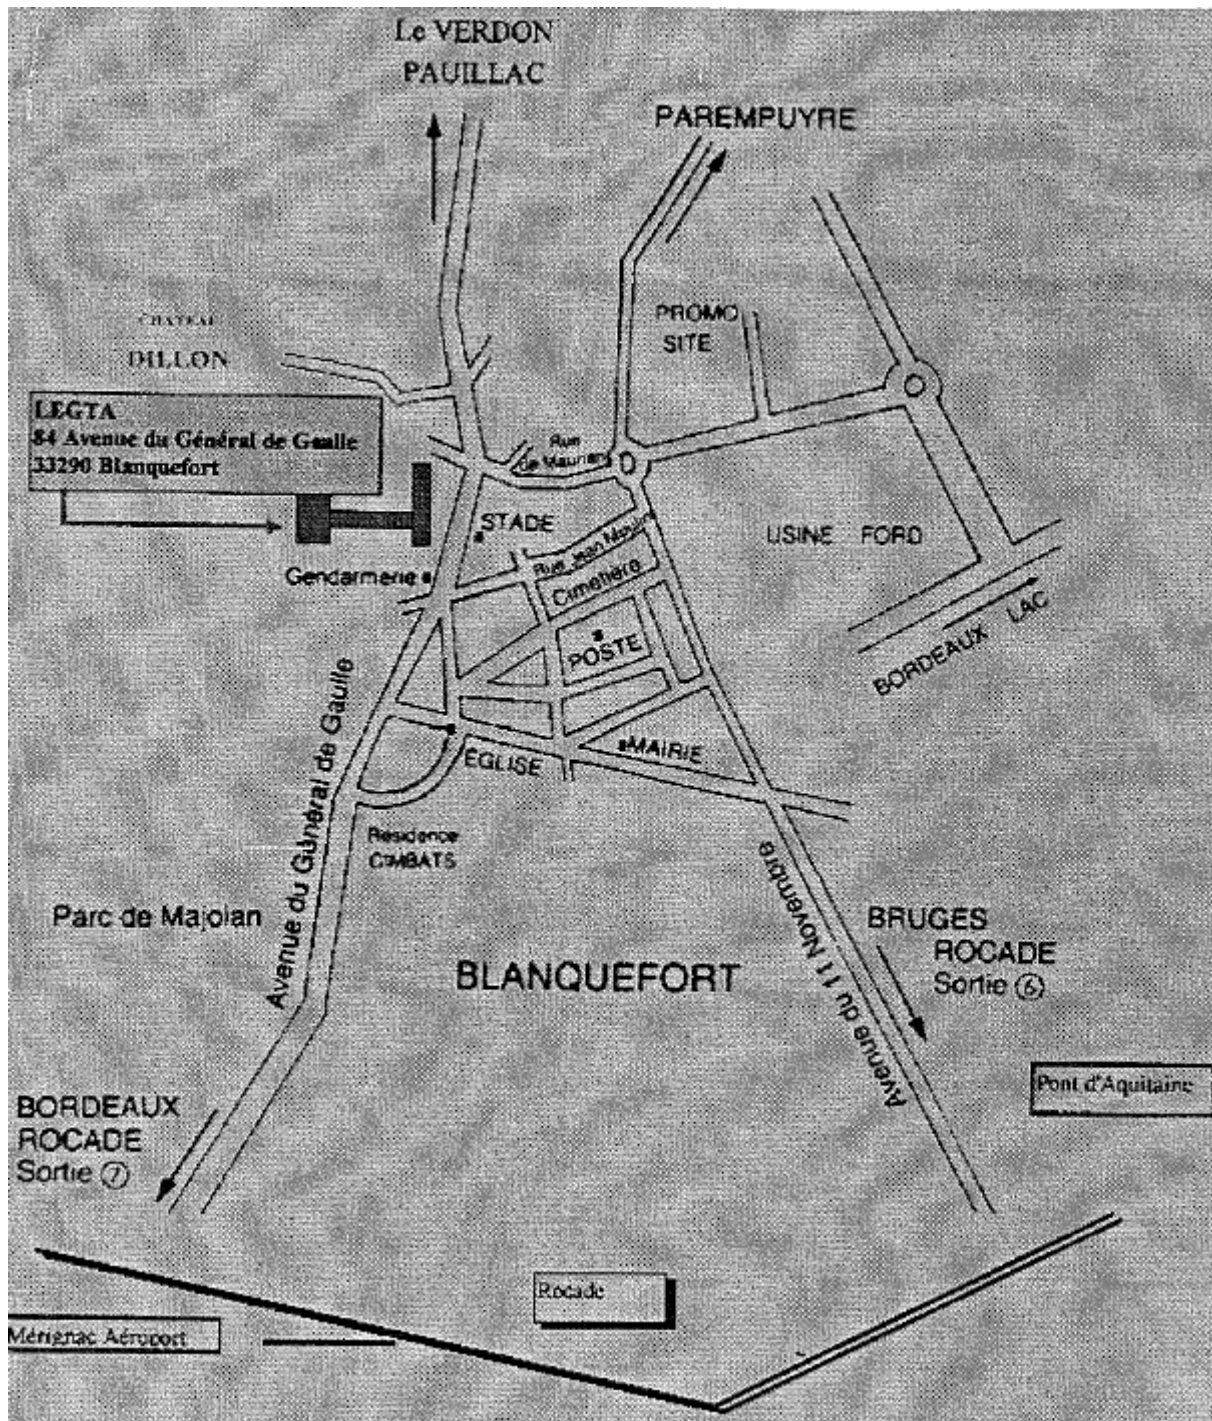 Le VERDON
PAUILLAC
PAREMPUYRE
PROMO
SITE
CHATEAU
DILLON
LEGTA
84 Avenue du Général de Gaulle
33290 Blanquefort
Rue
de Maurian
STADE
Rue Jean Moulin
USINE FORD
Gendarmerie
Cimetière
POSTE
BORDEAUX LAC
Avenue du Général de Gaulle
MAIRIE
ÉGLISE
Résidence
CIMBATS
Parc de Majolan
BLANQUEFORT
Avenue du 11 Novembre
BRUGES
ROCADE
Sortie 6
Pont d'Aquitaine
BORDEAUX
ROCADE
Sortie 7
Rocade
Mérignac Aéroport